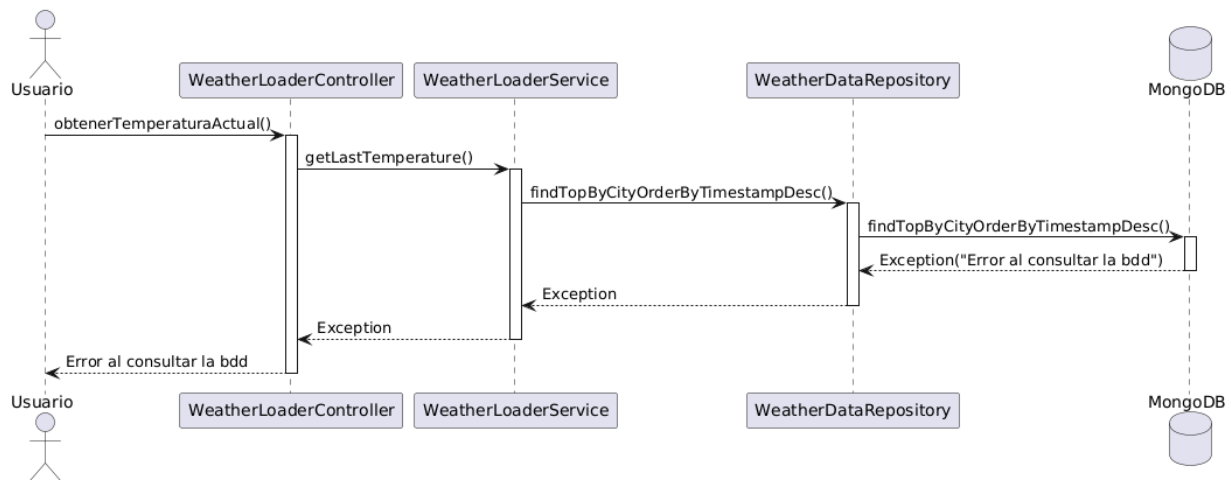 Usuario
WeatherLoaderController
WeatherLoaderService
WeatherDataRepository
MongoDB
obtenerTemperaturaActual()
getLastTemperature()
findTopByCityOrderByTimestampDesc()
findTopByCityOrderByTimestampDesc()
Exception("Error al consultar la bdd")
Exception
Exception
Error al consultar la bdd
Usuario
WeatherLoaderController
WeatherLoaderService
WeatherDataRepository
MongoDB